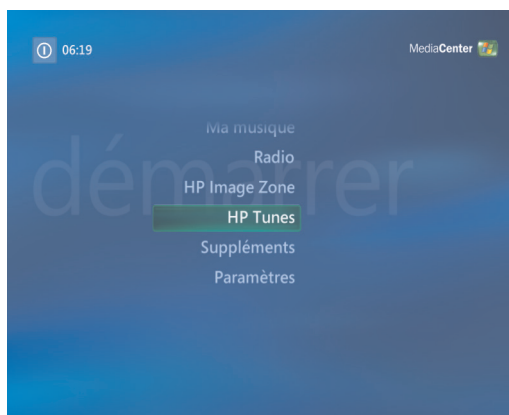 06:19
MediaCenter
démarrer
Ma musique
Radio
HP Image Zone
HP Tunes
Suppléments
Paramètres